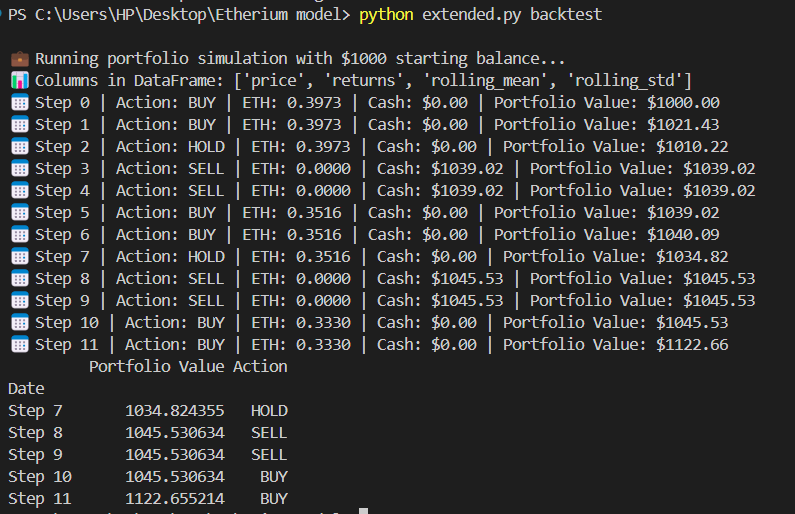 PS C:\Users\HP\Desktop\Etherium model> python extended.py backtest
💼 Running portfolio simulation with $1000 starting balance...
📊 Columns in DataFrame: ['price', 'returns', 'rolling_mean', 'rolling_std']
📅 Step 0 | Action: BUY | ETH: 0.3973 | Cash: $0.00 | Portfolio Value: $1000.00
📅 Step 1 | Action: BUY | ETH: 0.3973 | Cash: $0.00 | Portfolio Value: $1021.43
📅 Step 2 | Action: HOLD | ETH: 0.3973 | Cash: $0.00 | Portfolio Value: $1010.22
📅 Step 3 | Action: SELL | ETH: 0.0000 | Cash: $1039.02 | Portfolio Value: $1039.02
📅 Step 4 | Action: SELL | ETH: 0.0000 | Cash: $1039.02 | Portfolio Value: $1039.02
📅 Step 5 | Action: BUY | ETH: 0.3516 | Cash: $0.00 | Portfolio Value: $1039.02
📅 Step 6 | Action: BUY | ETH: 0.3516 | Cash: $0.00 | Portfolio Value: $1040.09
📅 Step 7 | Action: HOLD | ETH: 0.3516 | Cash: $0.00 | Portfolio Value: $1034.82
📅 Step 8 | Action: SELL | ETH: 0.0000 | Cash: $1045.53 | Portfolio Value: $1045.53
📅 Step 9 | Action: SELL | ETH: 0.0000 | Cash: $1045.53 | Portfolio Value: $1045.53
📅 Step 10 | Action: BUY | ETH: 0.3330 | Cash: $0.00 | Portfolio Value: $1045.53
📅 Step 11 | Action: BUY | ETH: 0.3330 | Cash: $0.00 | Portfolio Value: $1122.66
Portfolio Value Action
Date
Step 7 1034.824355 HOLD
Step 8 1045.530634 SELL
Step 9 1045.530634 SELL
Step 10 1045.530634 BUY
Step 11 1122.655214 BUY